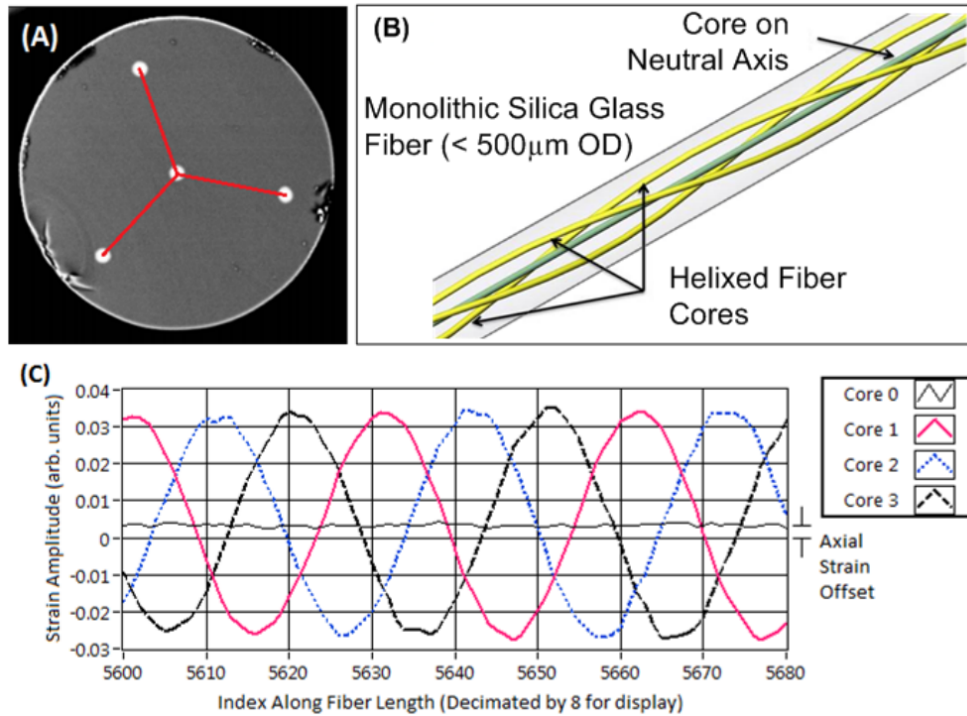 (A)
(B)
Core on
Neutral Axis
Monolithic Silica Glass
Fiber (< 500μm OD)
Helixed Fiber
Cores
(C)
Strain Amplitude (arb. units)
0.04
0.03
0.02
0.01
0
-0.01
-0.02
-0.03
5600
5610
5620
5630
5640
5650
5660
5670
5680
Index Along Fiber Length (Decimated by 8 for display)
Core 0
Core 1
Core 2
Core 3
Axial
Strain
Offset